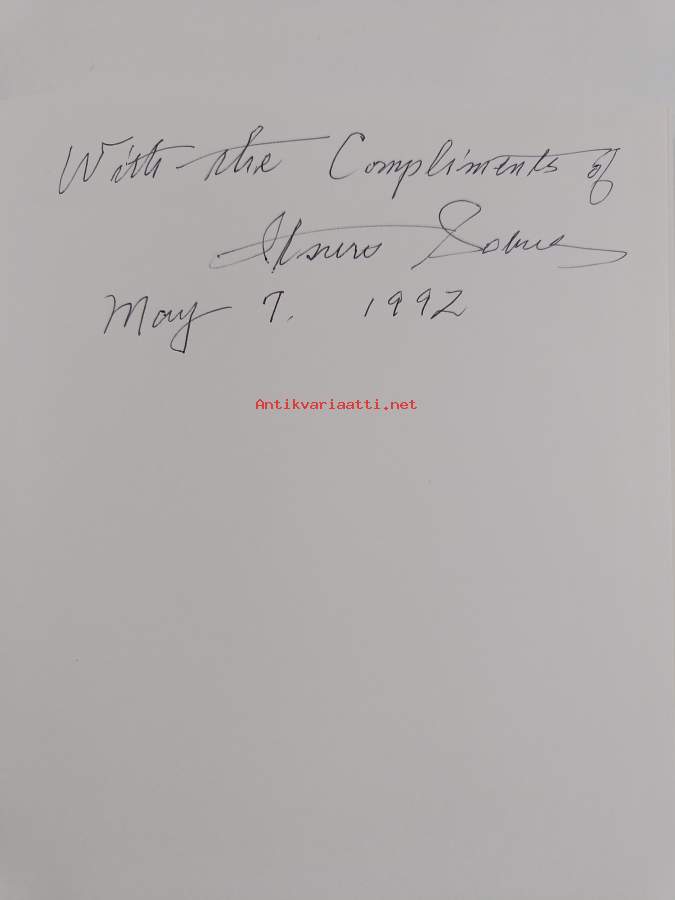 With the Compliments of
May 7. 1992
Antikvariaatti.net